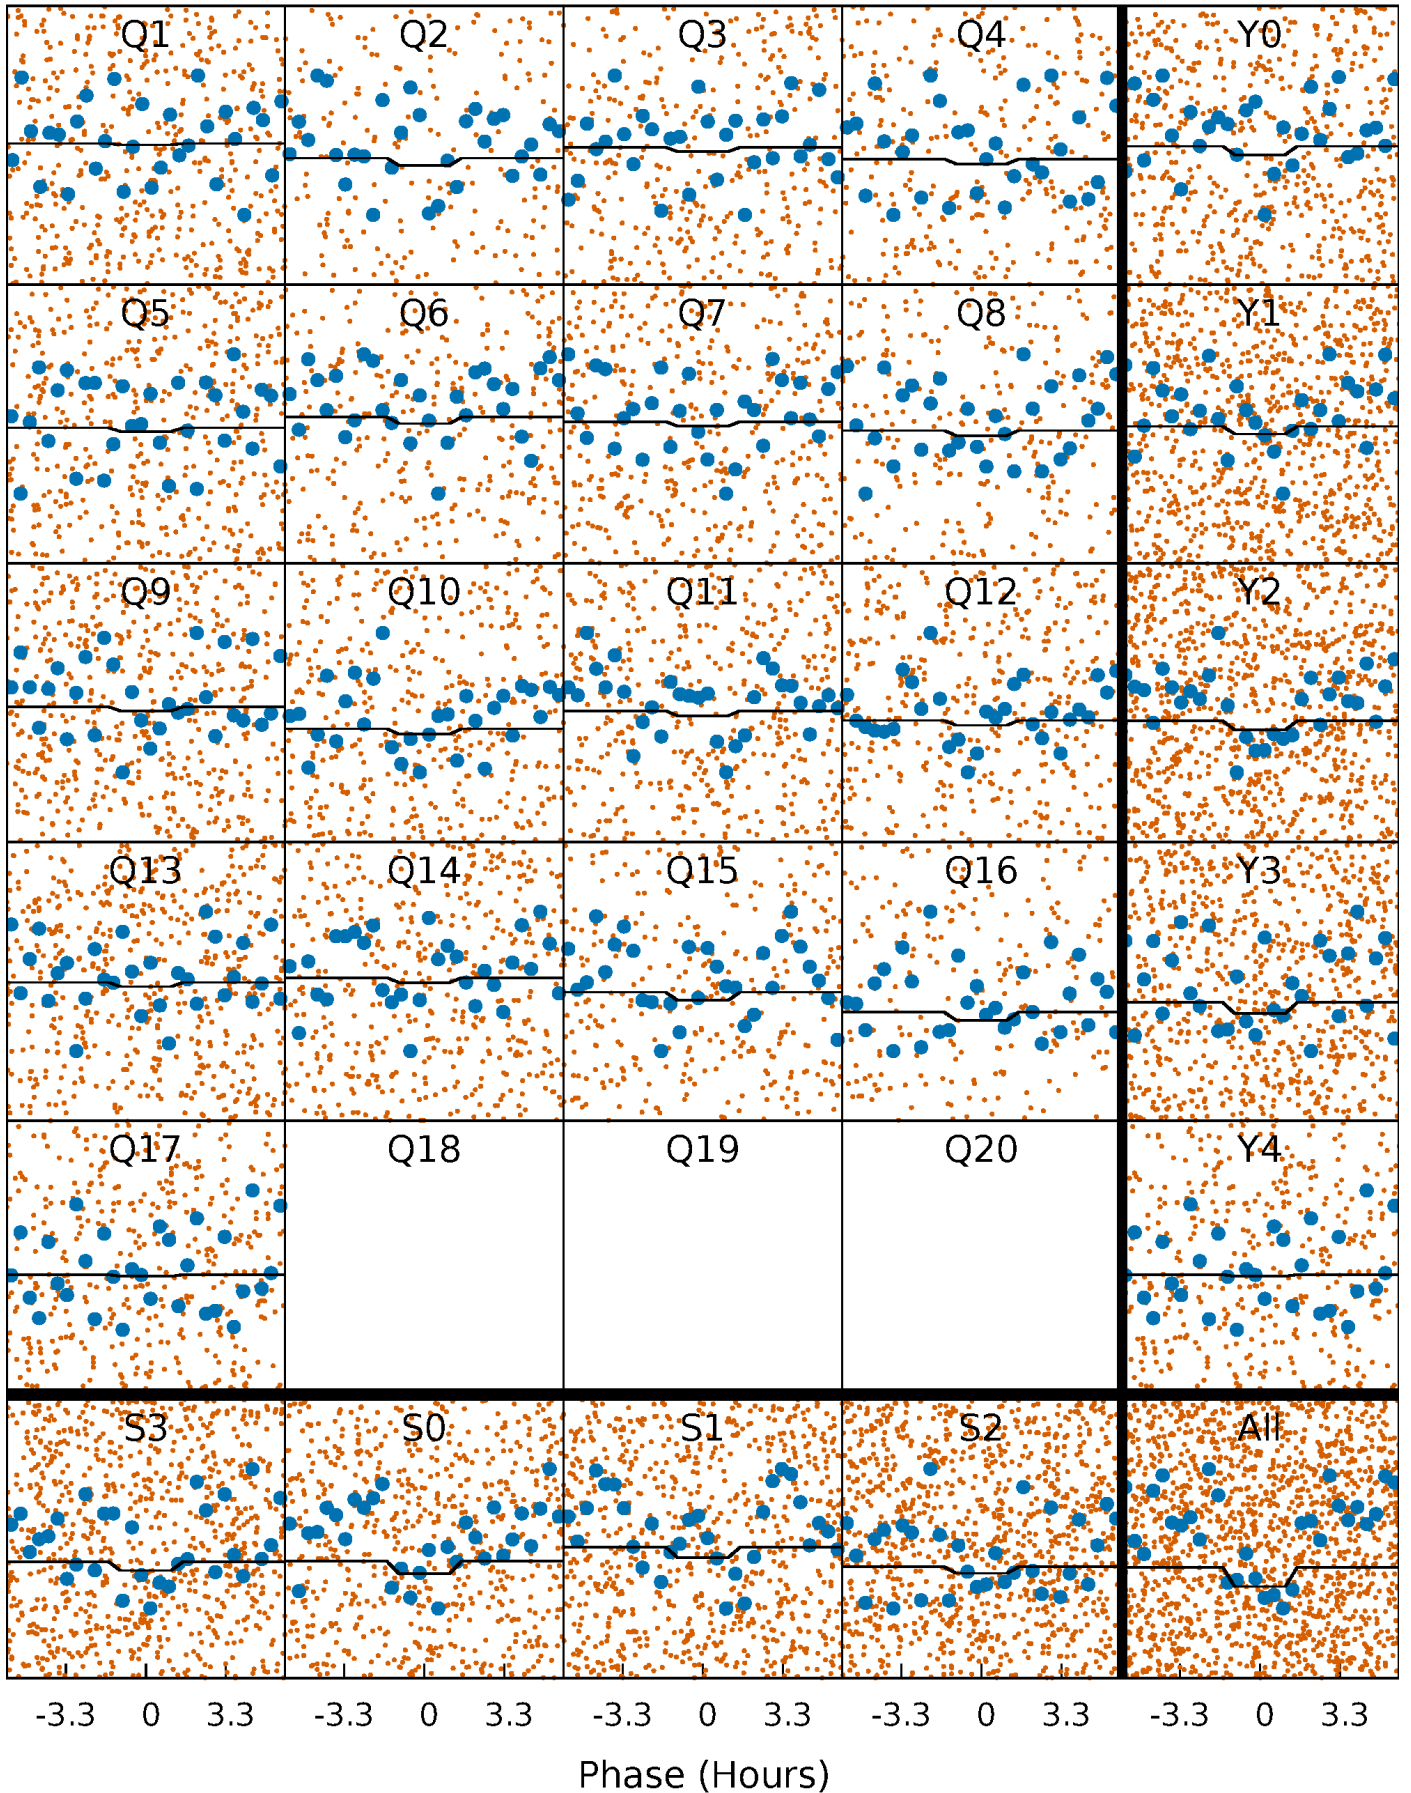 Q1 Q2 Q3 Q4 Y0
Q5 Q6 Q7 Q8 Y1
Q9 Q10 Q11 Q12 Y2
Q13 Q14 Q15 Q16 Y3
Q17 Q18 Q19 Q20 Y4
S3 S0 S1 S2 All
-3.3 0 3.3 -3.3 0 3.3 -3.3 0 3.3 -3.3 0 3.3 -3.3 0 3.3
Phase (Hours)